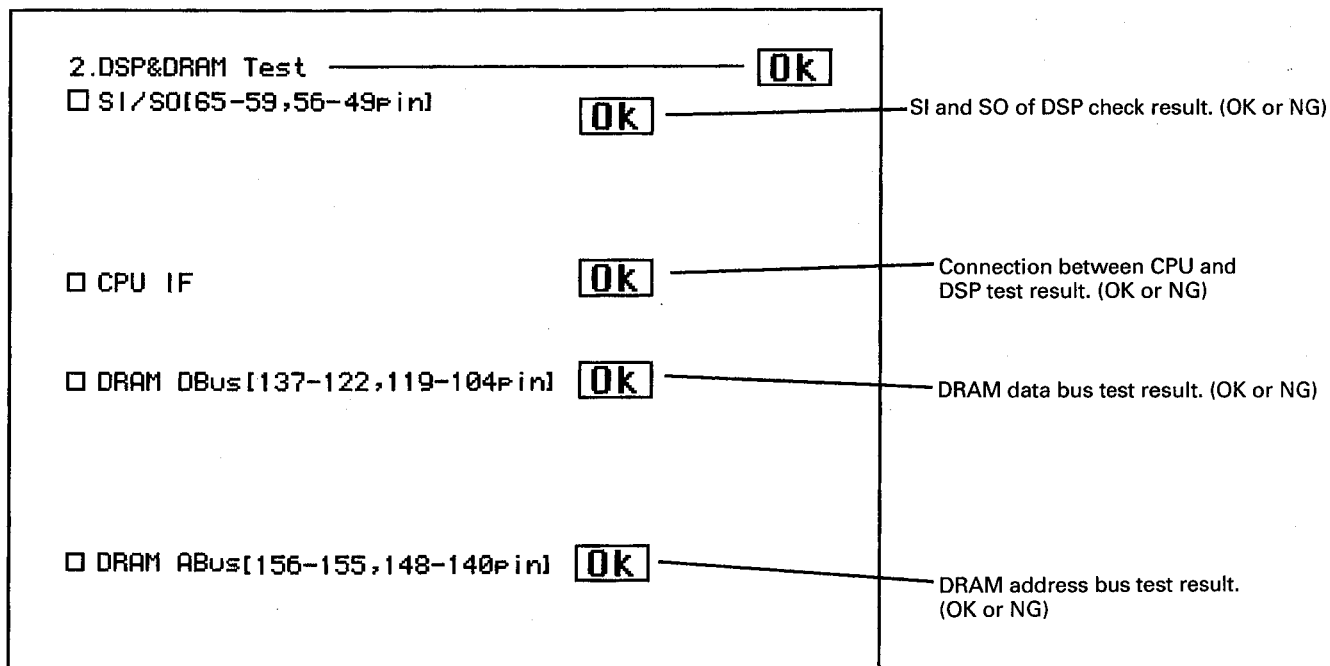 2.DSP&DRAM Test Ok
SI/SO[65-59,56-49pin] Ok
SI and SO of DSP check result. (OK or NG)
CPU IF Ok
Connection between CPU and
DSP test result. (OK or NG)
DRAM DBus[137-122,119-104pin] Ok
DRAM data bus test result. (OK or NG)
DRAM ABus[156-155,148-140pin] Ok
DRAM address bus test result.
(OK or NG)